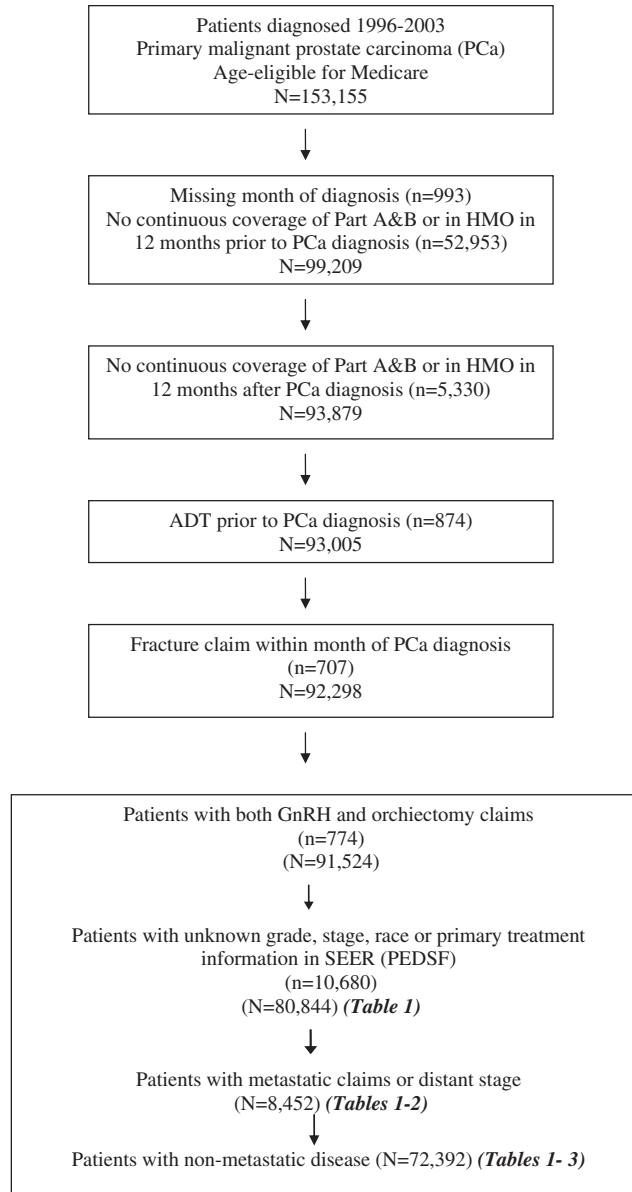 Patients diagnosed 1996-2003
Primary malignant prostate carcinoma (PCa)
Age-eligible for Medicare
N=153,155
Missing month of diagnosis (n=993)
No continuous coverage of Part A&B or in HMO in
12 months prior to PCa diagnosis (n=52,953)
N=99,209
No continuous coverage of Part A&B or in HMO in
12 months after PCa diagnosis (n=5,330)
N=93,879
ADT prior to PCa diagnosis (n=874)
N=93,005
Fracture claim within month of PCa diagnosis
(n=707)
N=92,298
Patients with both GnRH and orchiectomy claims
(n=774)
(N=91,524)
Patients with unknown grade, stage, race or primary treatment
information in SEER (PEDSF)
(n=10,680)
(N=80,844) (Table 1)
Patients with metastatic claims or distant stage
(N=8,452) (Tables 1-2)
Patients with non-metastatic disease (N=72,392) (Tables 1- 3)